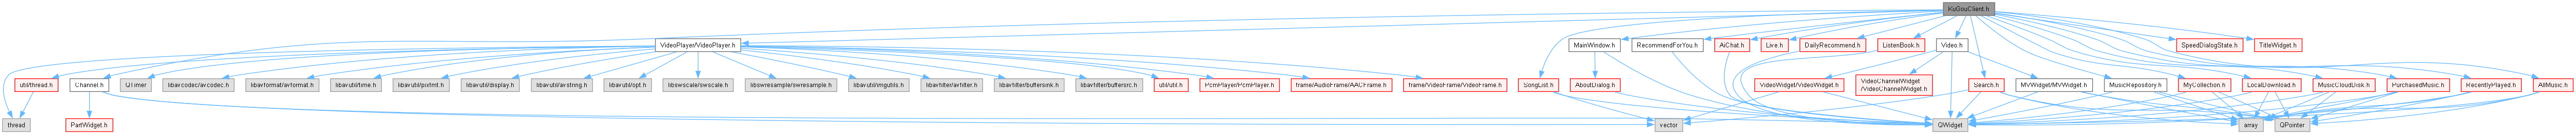 KuGouClient.h
VideoPlayer/VideoPlayer.h
MainWindow.h
RecommendForYou.h
AiChat.h
Live.h
DailyRecommend.h
ListenBook.h
Video.h
SpeedDialogState.h
TitleWidget.h
util/thread.h
Channel.h
QTimer
libavcodec/avcodec.h
libavformat/avformat.h
libavutil/time.h
libavutil/pixfmt.h
libavutil/display.h
libavutil/avstring.h
libavutil/opt.h
libswscale/swscale.h
libswresample/swresample.h
libavutil/imgutils.h
libavfilter/avfilter.h
libavfilter/buffersink.h
libavfilter/buffersrc.h
util/util.h
PcmPlayer/PcmPlayer.h
frame/AudioFrame/AACFrame.h
frame/VideoFrame/VideoFrame.h
SongList.h
AboutDialog.h
VideoWidget/VideoWidget.h
VideoChannelWidget
/VideoChannelWidget.h
Search.h
MVWidget/MVWidget.h
MusicRepository.h
MyCollection.h
LocalDownload.h
MusicCloudDisk.h
PurchasedMusic.h
RecentlyPlayed.h
AllMusic.h
thread
PartWidget.h
vector
QWidget
array
QPointer